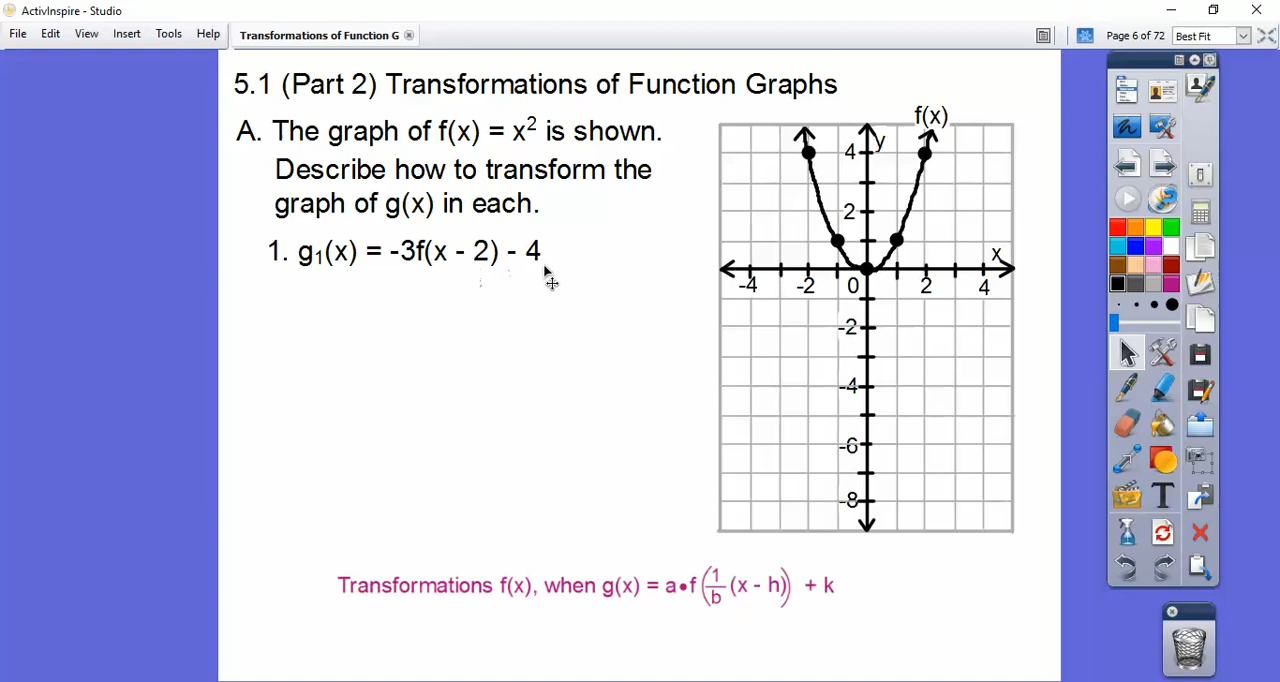 ActivInspire - Studio
File Edit View Insert Tools Help
Transformations of Function G
Page 6 of 72
Best Fit
5.1 (Part 2) Transformations of Function Graphs
A. The graph of f(x) = x² is shown.
Describe how to transform the
graph of g(x) in each.
1. g₁(x) = -3f(x - 2) - 4
f(x)
y
4
2
x
-4 -2 0 2 4
-2
-4
-6
-8
Transformations f(x), when g(x) = a•f(1/b (x - h)) + k
T